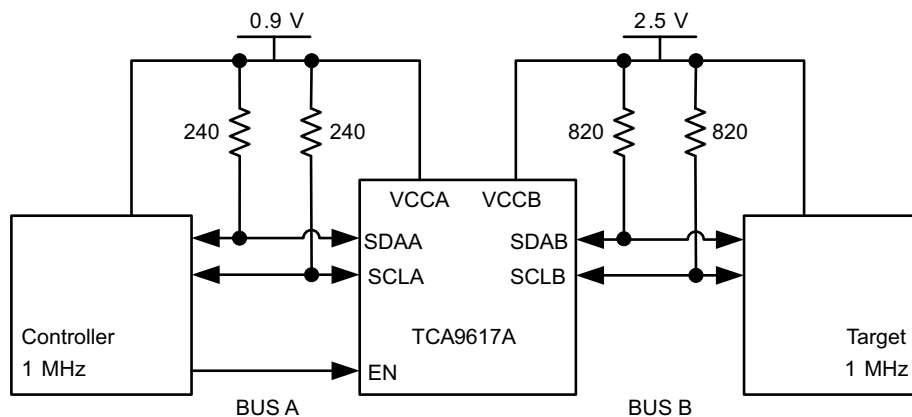 0.9 V
2.5 V
240
240
820
820
VCCA
VCCB
SDAA
SDAB
SCLA
SCLB
TCA9617A
EN
Controller
1 MHz
Target
1 MHz
BUS A
BUS B